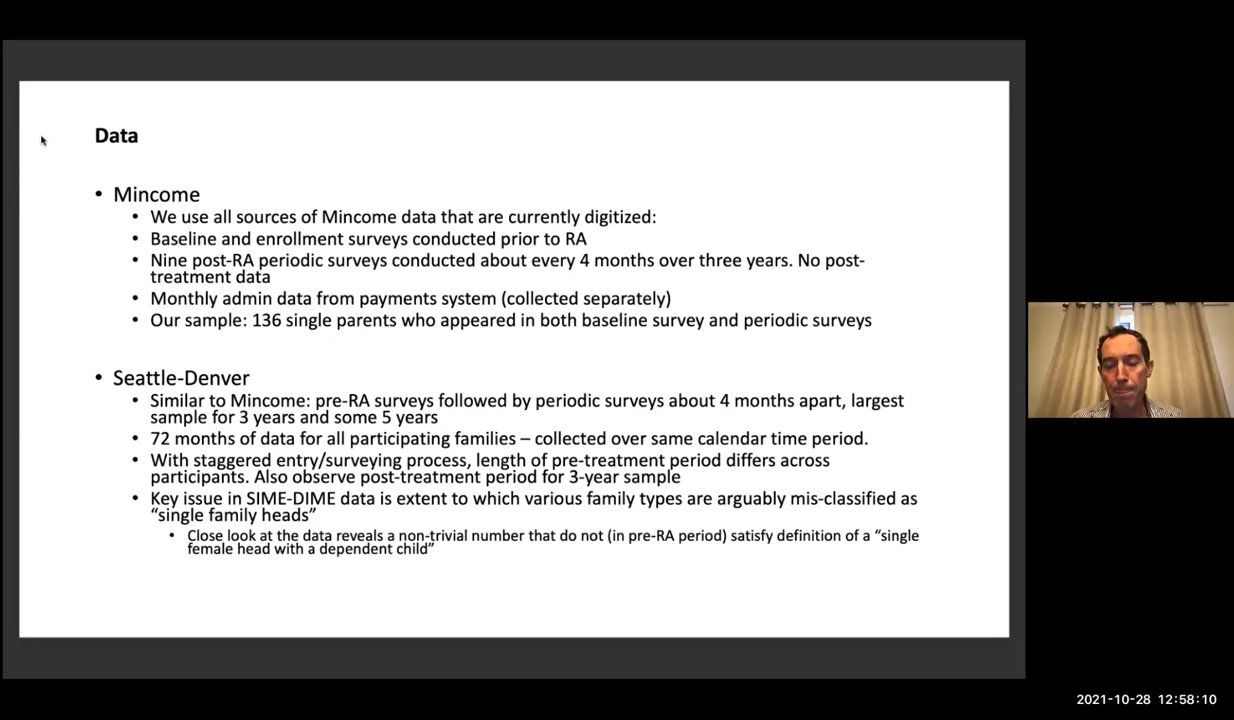 Data
• Mincome
• We use all sources of Mincome data that are currently digitized:
• Baseline and enrollment surveys conducted prior to RA
• Nine post-RA periodic surveys conducted about every 4 months over three years. No post-
treatment data
• Monthly admin data from payments system (collected separately)
• Our sample: 136 single parents who appeared in both baseline survey and periodic surveys
• Seattle-Denver
• Similar to Mincome: pre-RA surveys followed by periodic surveys about 4 months apart, largest
sample for 3 years and some 5 years
• 72 months of data for all participating families – collected over same calendar time period.
• With staggered entry/surveying process, length of pre-treatment period differs across
participants. Also observe post-treatment period for 3-year sample
• Key issue in SIME-DIME data is extent to which various family types are arguably mis-classified as
“single family heads”
• Close look at the data reveals a non-trivial number that do not (in pre-RA period) satisfy definition of a “single
female head with a dependent child”
2021-10-28 12:58:10